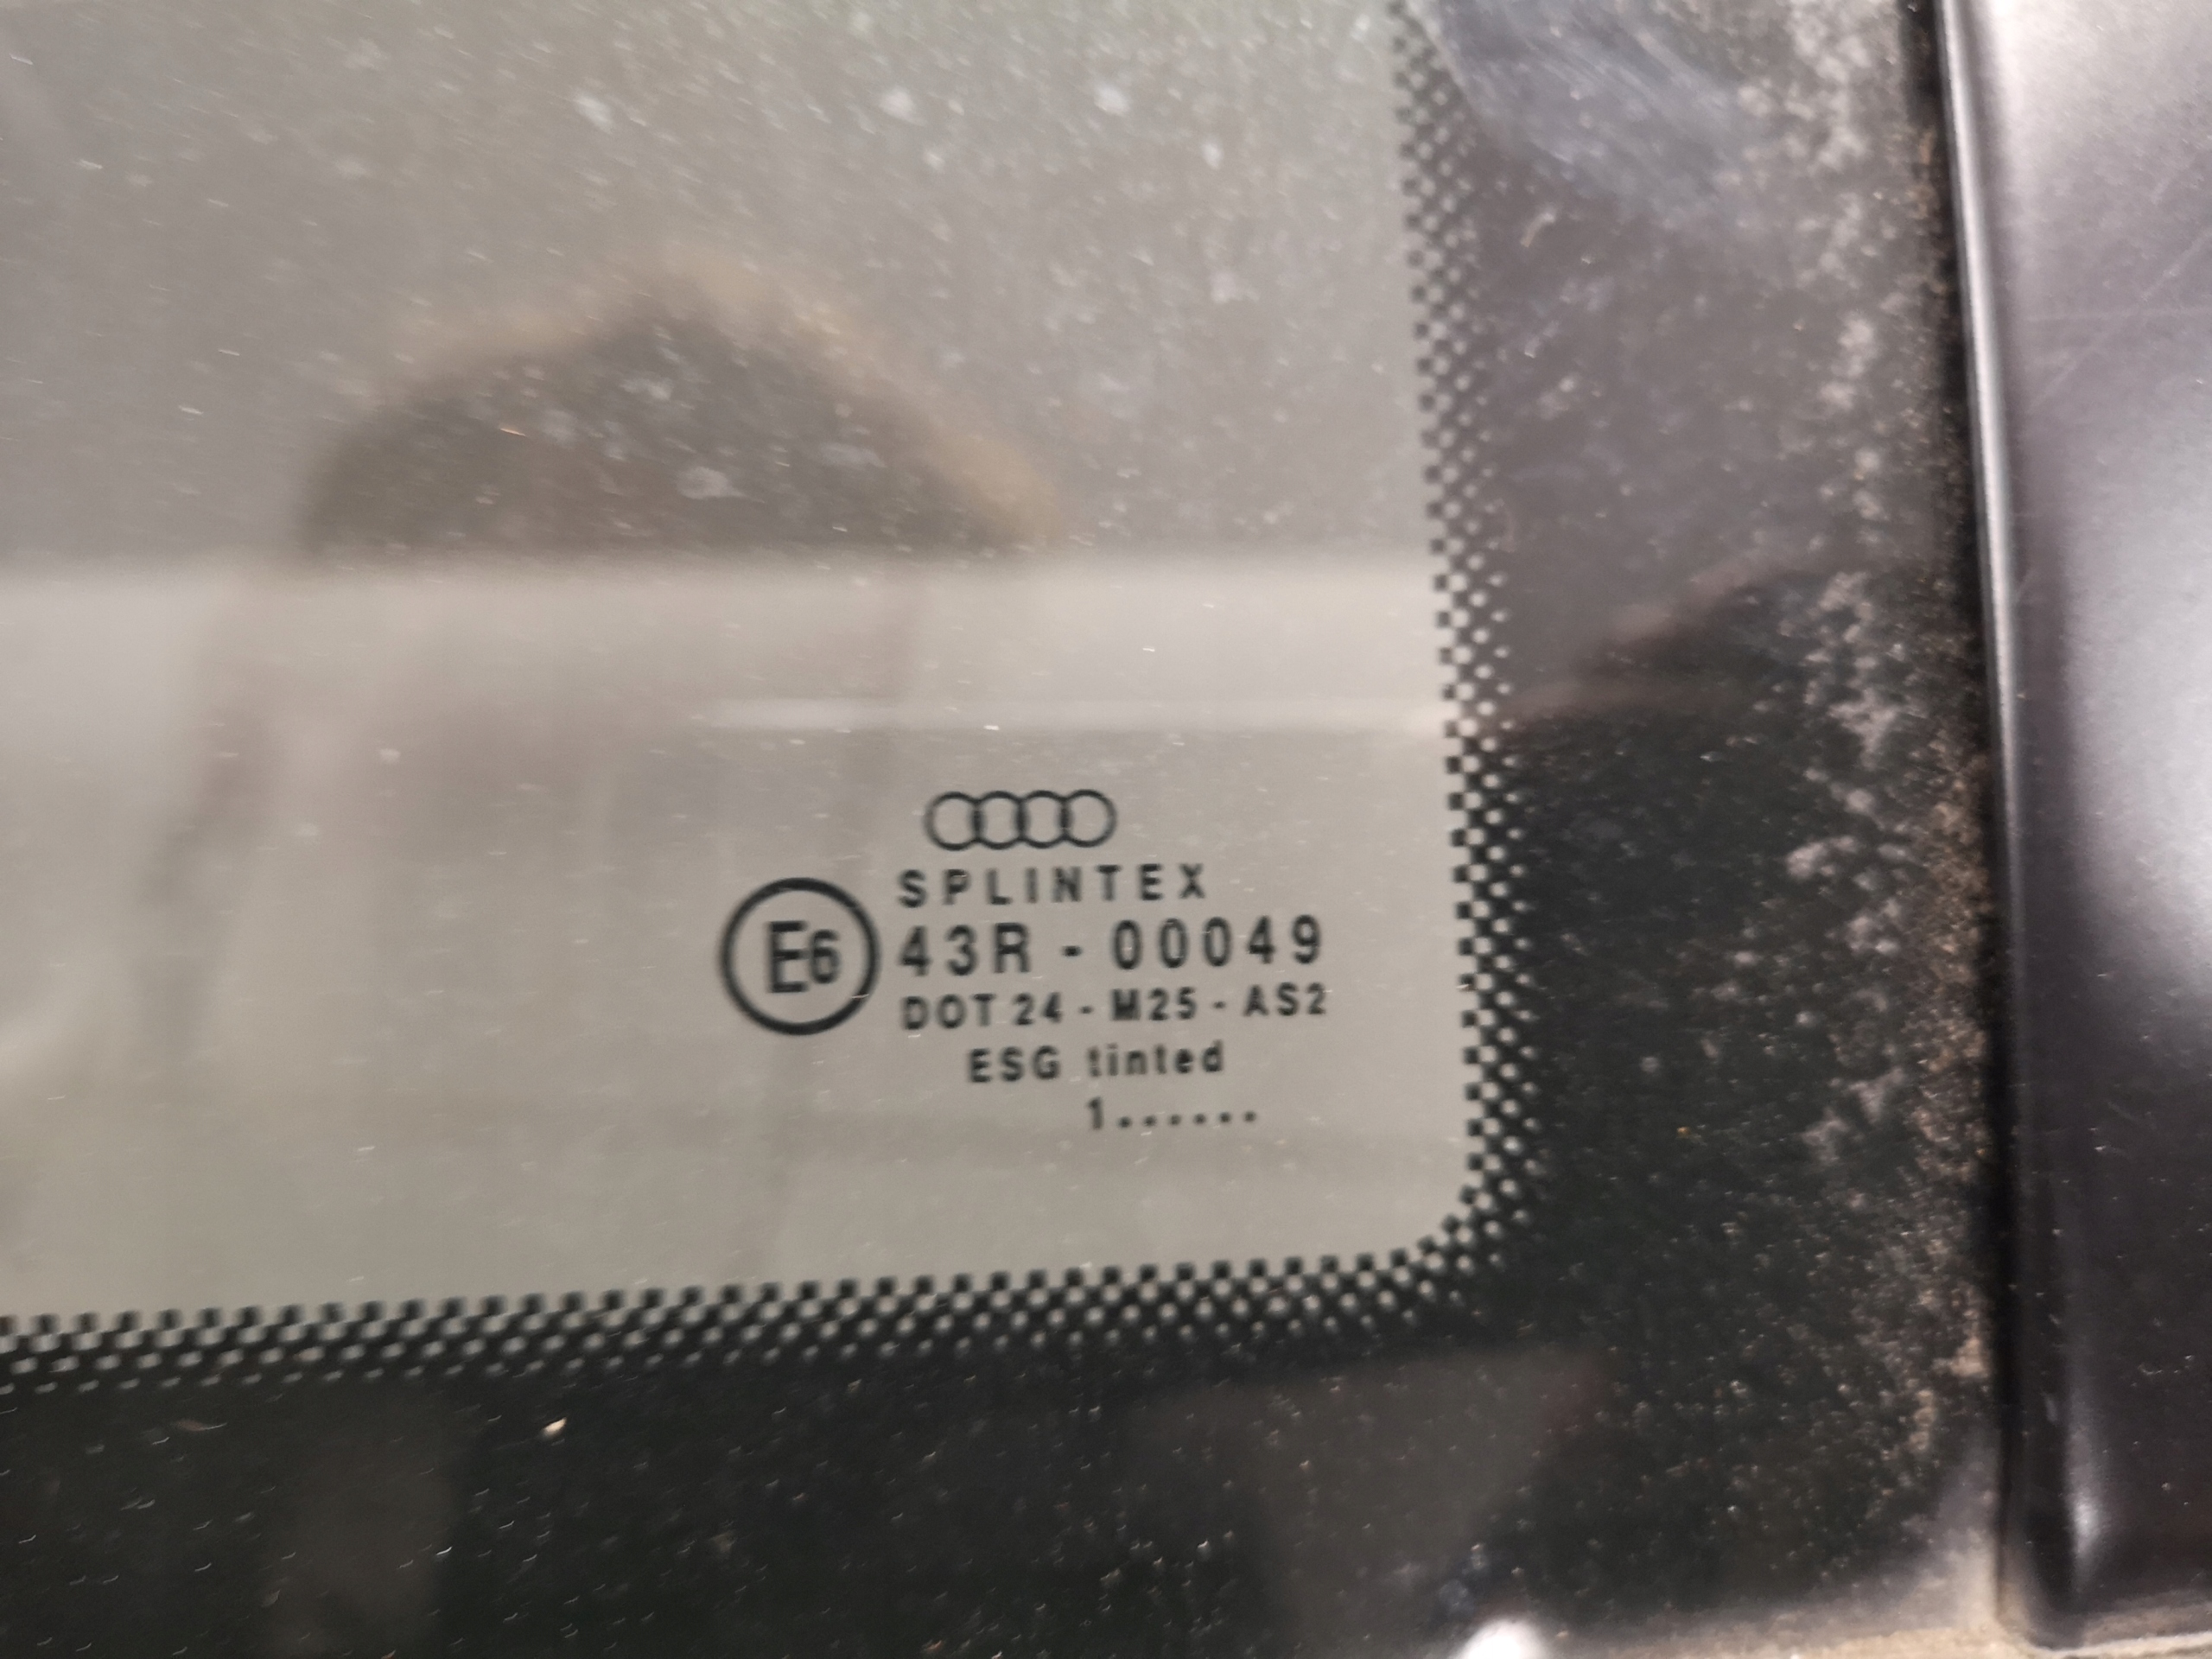 SPLINTEX
E6 43R - 00049
DOT 24 - M25 - AS2
ESG tinted
1......